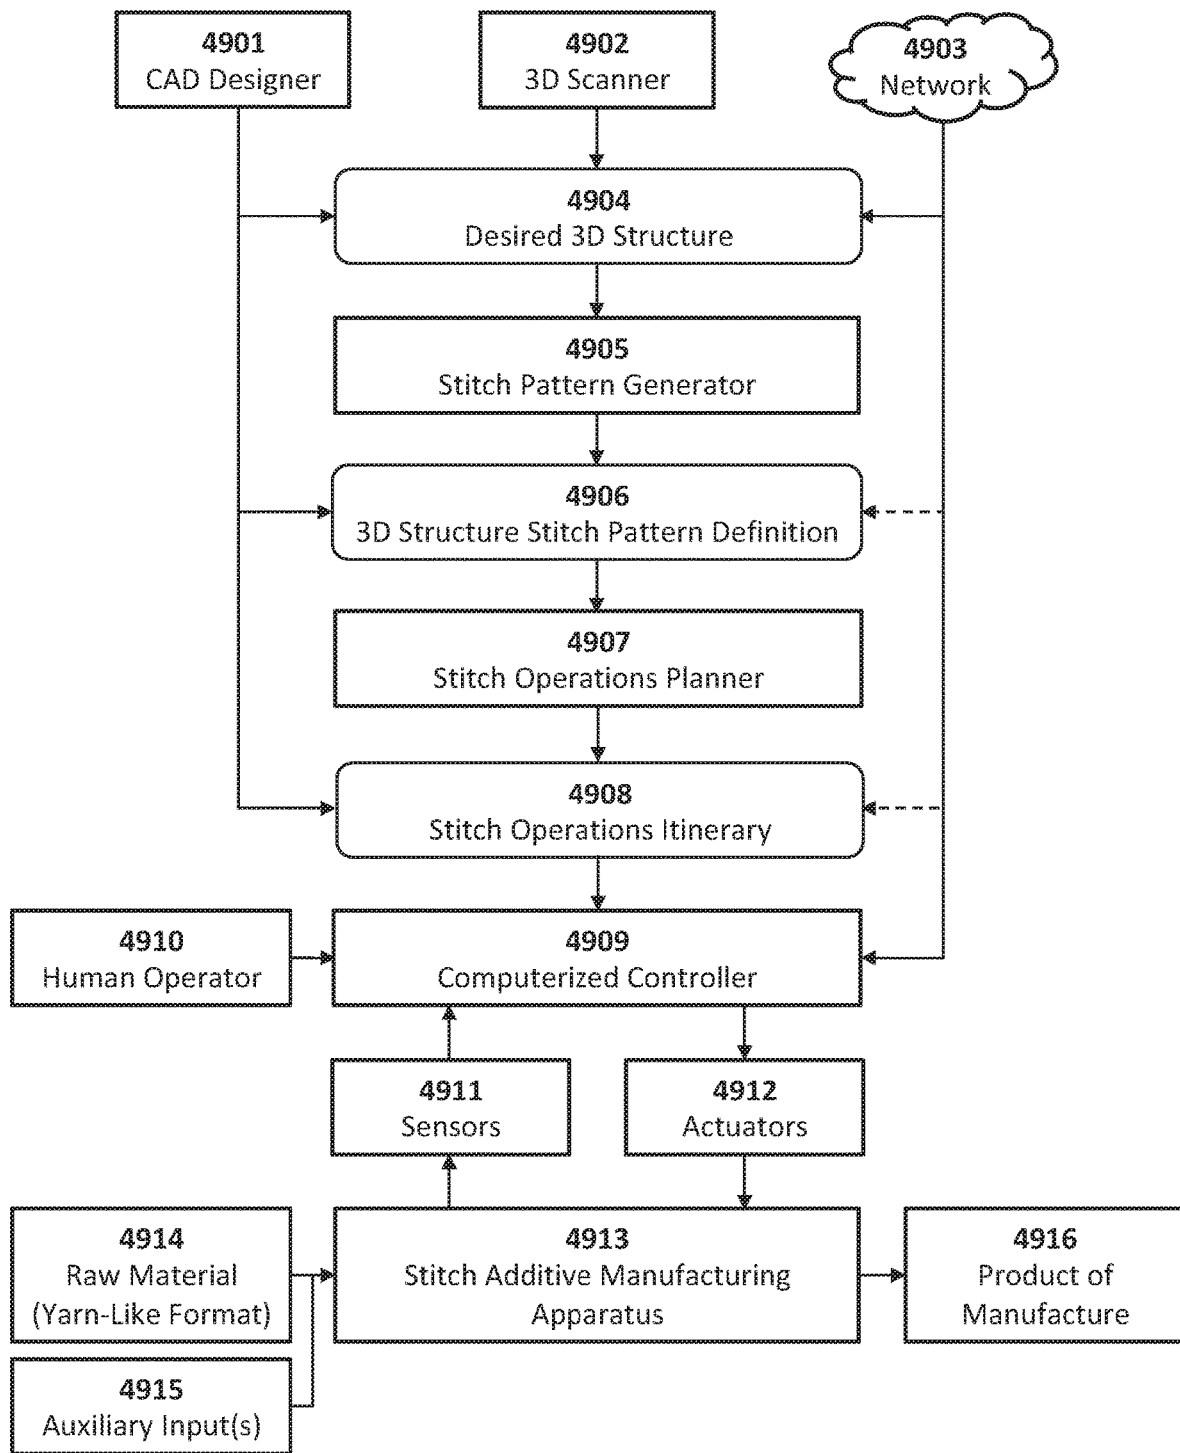 4901
CAD Designer
4902
3D Scanner
4903
Network
4904
Desired 3D Structure
4905
Stitch Pattern Generator
4906
3D Structure Stitch Pattern Definition
4907
Stitch Operations Planner
4908
Stitch Operations Itinerary
4910
Human Operator
4909
Computerized Controller
4911
Sensors
4912
Actuators
4914
Raw Material
(Yarn-Like Format)
4913
Stitch Additive Manufacturing
Apparatus
4916
Product of
Manufacture
4915
Auxiliary Input(s)